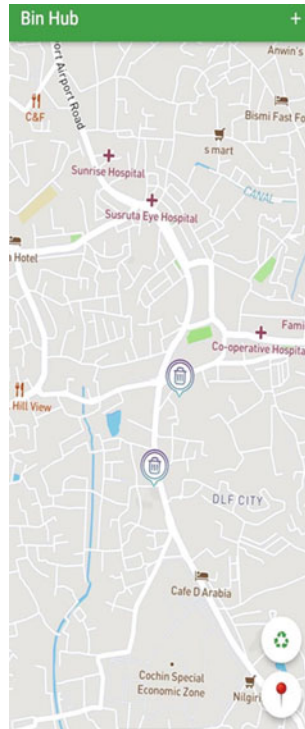 Bin Hub +
Anwin's
port Airport Road
C&F
Bismi Fast Fo
s mart
Sunrise Hospital
CANAL
Susruta Eye Hospital
a Hotel
Fami
Co-operative Hospita
Hill View
DLF CITY
Cafe D Arabia
Cochin Special
Economic Zone
Nilgiri